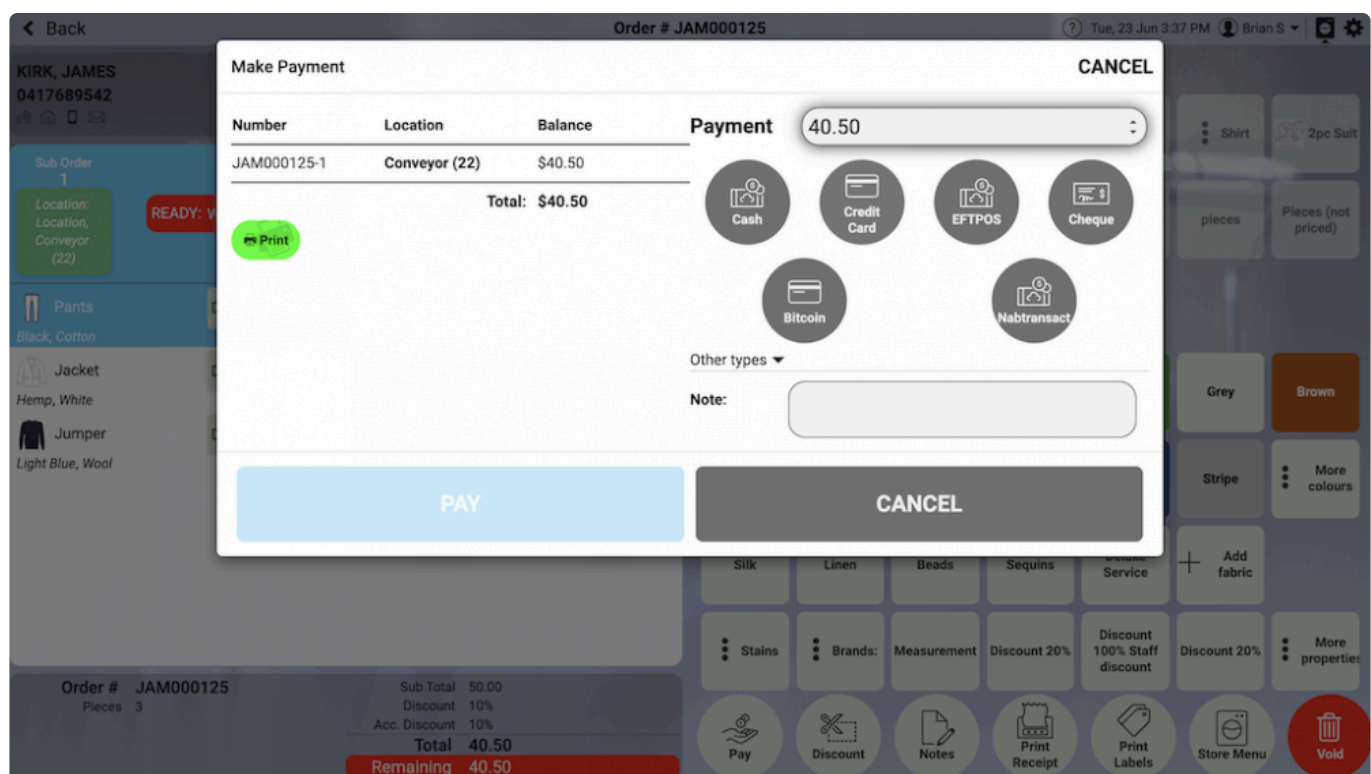 Back
Order # JAM000125
? Tue, 23 Jun 3:37 PM Brian S
KIRK, JAMES
0417689542
Make Payment
CANCEL
Number Location Balance
JAM000125-1 Conveyor (22) $40.50
Total: $40.50
Print
Payment 40.50
Cash
Credit
Card
EFTPOS
Cheque
Bitcoin
Nabtransact
Other types
Note:
PAY
CANCEL
Sub Order
1
Location:
Location,
Conveyor
(22)
READY:
Pants
Black, Cotton
Jacket
Hemp, White
Jumper
Light Blue, Wool
Shirt
2pc Suit
pieces
Pieces (not
priced)
Grey
Brown
Stripe
More
colours
Silk
Linen
Beads
Sequins
Deluxe
Service
Add
fabric
Stains
Brands:
Measurement
Discount 20%
Discount
100% Staff
discount
Discount 20%
More
properties
Order # JAM000125
Pieces 3
Sub Total 50.00
Discount 10%
Acc. Discount 10%
Total 40.50
Remaining 40.50
Pay
Discount
Notes
Print
Receipt
Print
Labels
Store Menu
Void